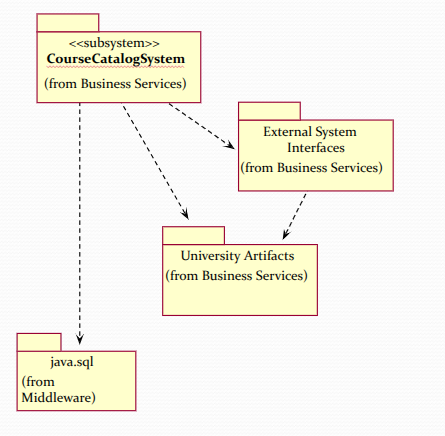 <<subsystem>>
CourseCatalogSystem
(from Business Services)
External System
Interfaces
(from Business Services)
University Artifacts
(from Business Services)
java.sql
(from
Middleware)